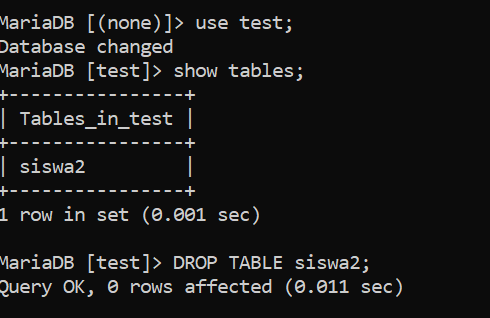 MariaDB [(none)]> use test;
Database changed
MariaDB [test]> show tables;
+----------------+
| Tables_in_test |
+----------------+
| siswa2         |
+----------------+
1 row in set (0.001 sec)

MariaDB [test]> DROP TABLE siswa2;
Query OK, 0 rows affected (0.011 sec)